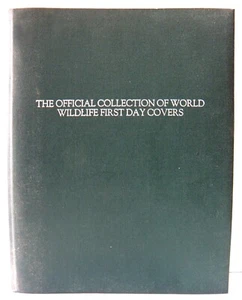 THE OFFICIAL COLLECTION OF WORLD
WILDLIFE FIRST DAY COVERS